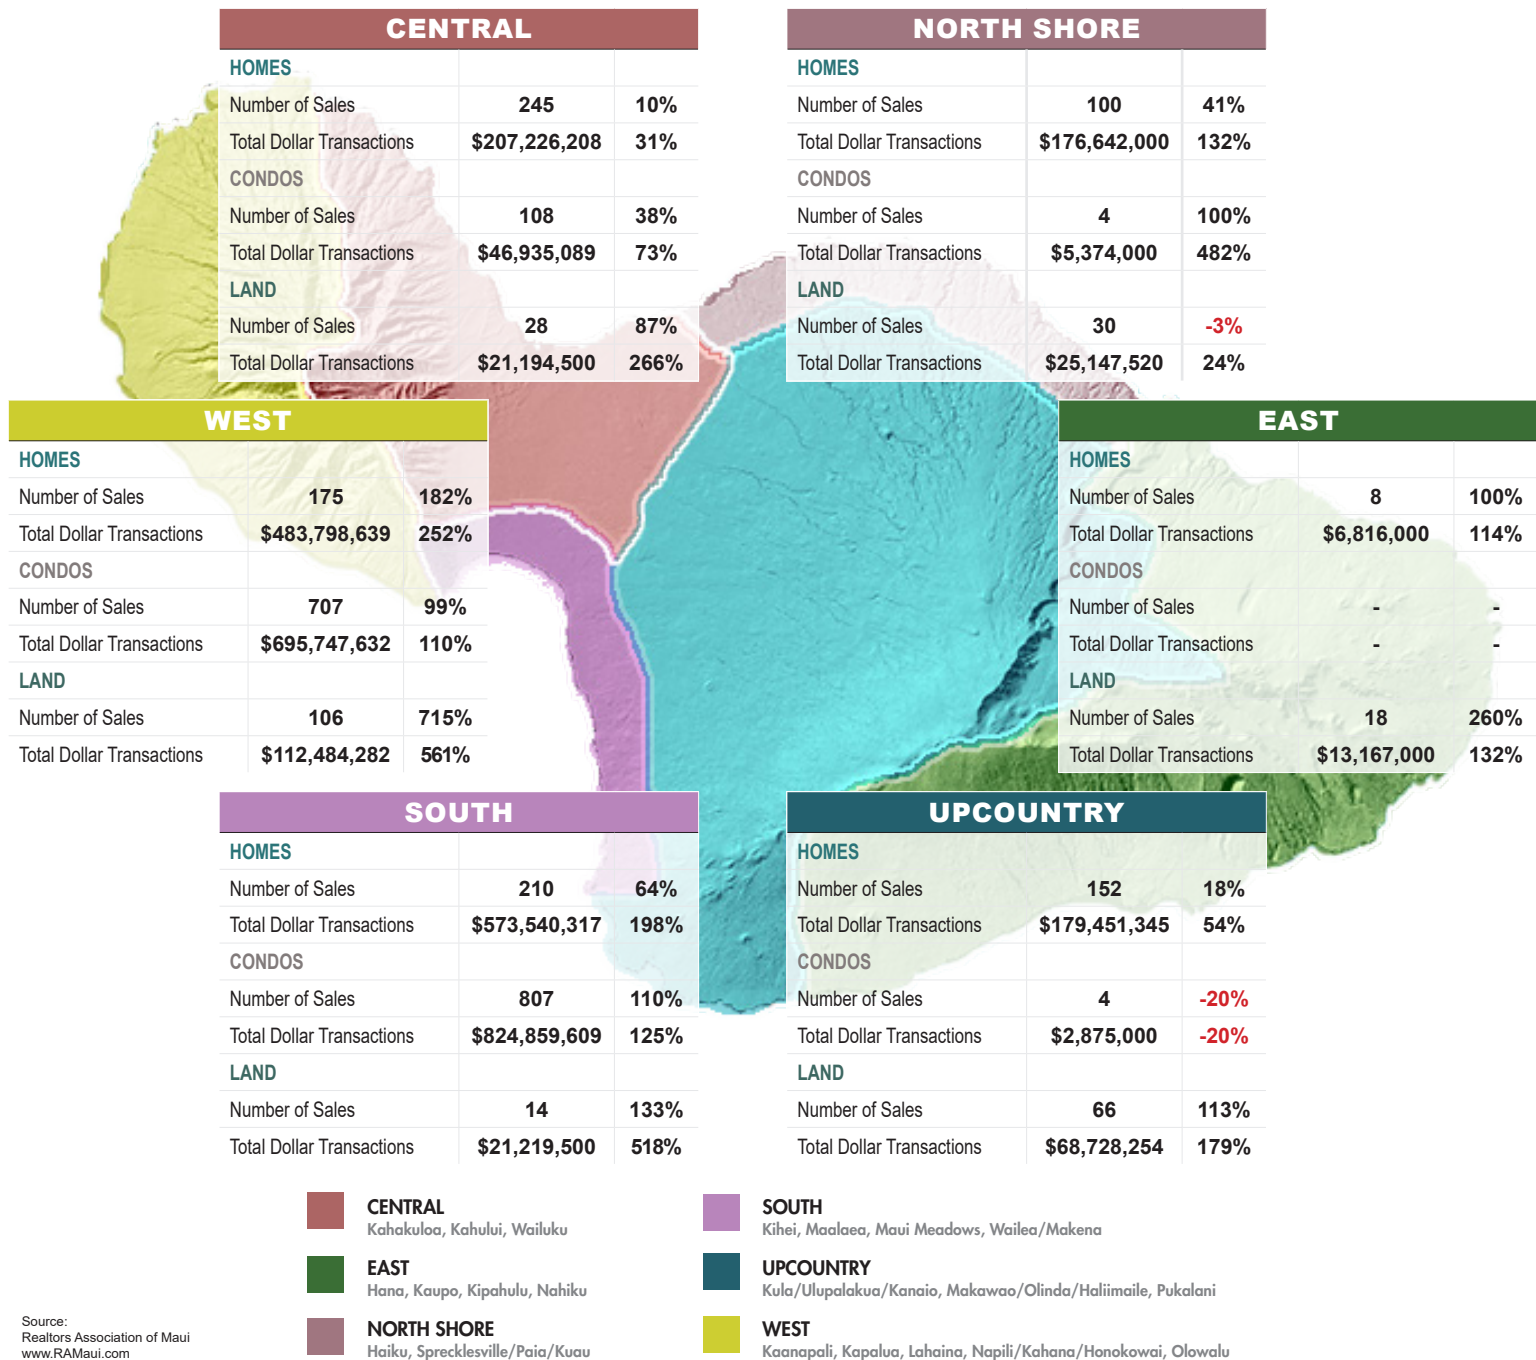 CENTRAL
HOMES
Number of Sales 245 10%
Total Dollar Transactions $207,226,208 31%
CONDOS
Number of Sales 108 38%
Total Dollar Transactions $46,935,089 73%
LAND
Number of Sales 28 87%
Total Dollar Transactions $21,194,500 266%
NORTH SHORE
HOMES
Number of Sales 100 41%
Total Dollar Transactions $176,642,000 132%
CONDOS
Number of Sales 4 100%
Total Dollar Transactions $5,374,000 482%
LAND
Number of Sales 30 -3%
Total Dollar Transactions $25,147,520 24%
WEST
HOMES
Number of Sales 175 182%
Total Dollar Transactions $483,798,639 252%
CONDOS
Number of Sales 707 99%
Total Dollar Transactions $695,747,632 110%
LAND
Number of Sales 106 715%
Total Dollar Transactions $112,484,282 561%
EAST
HOMES
Number of Sales 8 100%
Total Dollar Transactions $6,816,000 114%
CONDOS
Number of Sales - -
Total Dollar Transactions - -
LAND
Number of Sales 18 260%
Total Dollar Transactions $13,167,000 132%
SOUTH
HOMES
Number of Sales 210 64%
Total Dollar Transactions $573,540,317 198%
CONDOS
Number of Sales 807 110%
Total Dollar Transactions $824,859,609 125%
LAND
Number of Sales 14 133%
Total Dollar Transactions $21,219,500 518%
UPCOUNTRY
HOMES
Number of Sales 152 18%
Total Dollar Transactions $179,451,345 54%
CONDOS
Number of Sales 4 -20%
Total Dollar Transactions $2,875,000 -20%
LAND
Number of Sales 66 113%
Total Dollar Transactions $68,728,254 179%
CENTRAL
Kahakuloa, Kahului, Wailuku
EAST
Hana, Kaupo, Kipahulu, Nahiku
NORTH SHORE
Haiku, Sprecklesville/Paia/Kuau
SOUTH
Kihei, Maalaea, Maui Meadows, Wailea/Makena
UPCOUNTRY
Kula/Ulupalakua/Kanaio, Makawao/Olinda/Haliimaile, Pukalani
WEST
Kaanapali, Kapalua, Lahaina, Napili/Kahana/Honokowai, Olowalu
Source:
Realtors Association of Maui
www.RAMaui.com